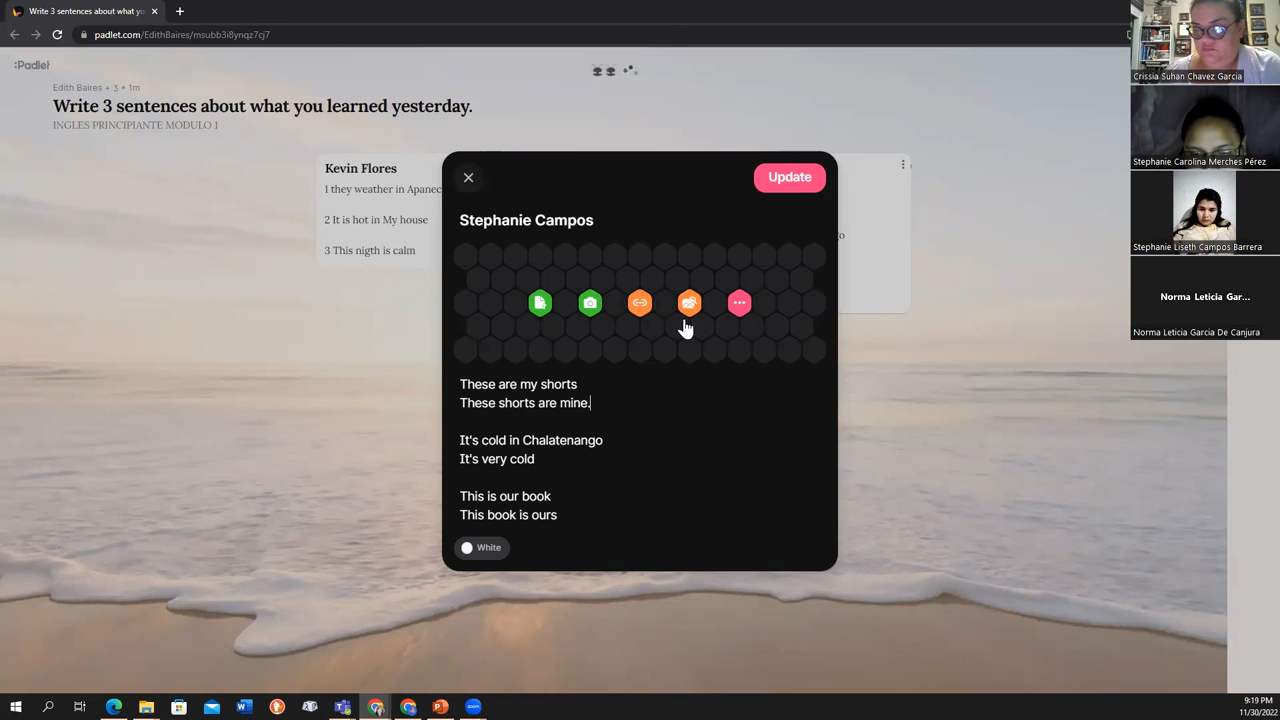 Write 3 sentences about what yo
padlet.com/EdithBaires/msubb3i8ynqz7cj7
:Padlet
Edith Baires + 3 • 1m
Write 3 sentences about what you learned yesterday.
INGLES PRINCIPIANTE MODULO 1
Kevin Flores
1 they weather in Apanec
2 It is hot in My house
3 This nigth is calm
Update
Stephanie Campos
These are my shorts
These shorts are mine.
It's cold in Chalatenango
It's very cold
This is our book
This book is ours
White
go
Crissia Suhan Chavez Garcia
Stephanie Carolina Merches Pérez
Stephanie Liseth Campos Barrera
Norma Leticia Gar...
Norma Leticia Garcia De Canjura
zoom
9:19 PM
11/30/2022